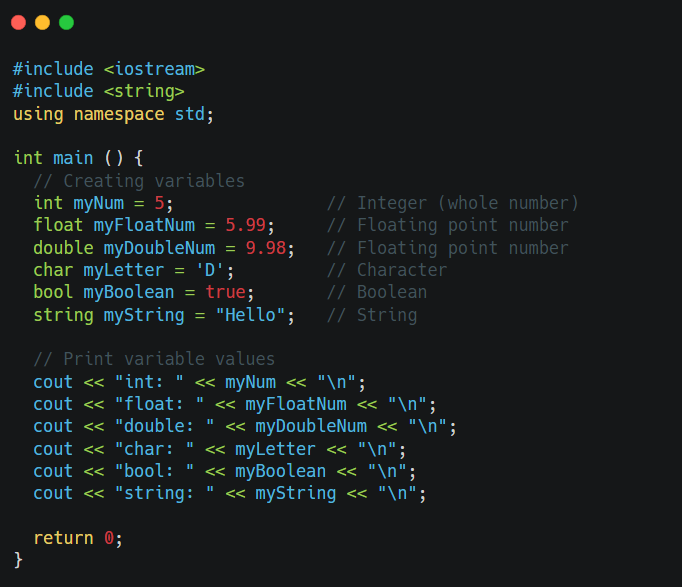 #include <iostream>
#include <string>
using namespace std;

int main () {
  // Creating variables
  int myNum = 5;               // Integer (whole number)
  float myFloatNum = 5.99;     // Floating point number
  double myDoubleNum = 9.98;   // Floating point number
  char myLetter = 'D';         // Character
  bool myBoolean = true;       // Boolean
  string myString = "Hello";   // String

  // Print variable values
  cout << "int: " << myNum << "\n";
  cout << "float: " << myFloatNum << "\n";
  cout << "double: " << myDoubleNum << "\n";
  cout << "char: " << myLetter << "\n";
  cout << "bool: " << myBoolean << "\n";
  cout << "string: " << myString << "\n";

  return 0;
}